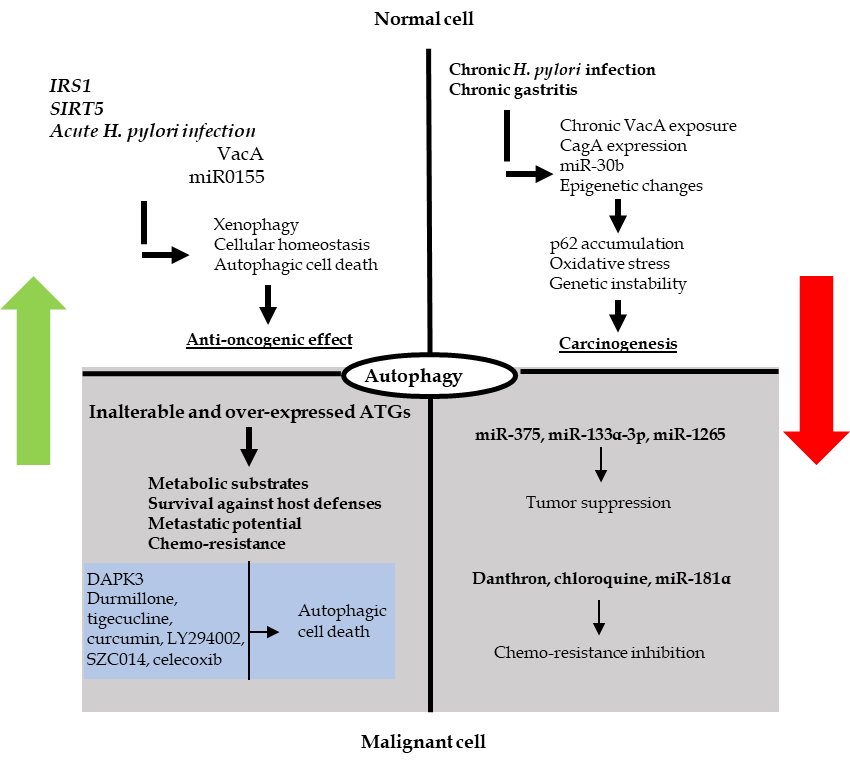 Normal cell
IRS1
SIRT5
Acute H. pylori infection
VacA
miR0155
Xenophagy
Cellular homeostasis
Autophagic cell death
Anti-oncogenic effect
Chronic H. pylori infection
Chronic gastritis
Chronic VacA exposure
CagA expression
miR-30b
Epigenetic changes
p62 accumulation
Oxidative stress
Genetic instability
Carcinogenesis
Autophagy
Inalterable and over-expressed ATGs
Metabolic substrates
Survival against host defenses
Metastatic potential
Chemo-resistance
DAPK3
Durmillone,
tigecucline,
curcumin, LY294002,
SZC014, celecoxib
Autophagic
cell death
miR-375, miR-133α-3p, miR-1265
Tumor suppression
Danthron, chloroquine, miR-181α
Chemo-resistance inhibition
Malignant cell